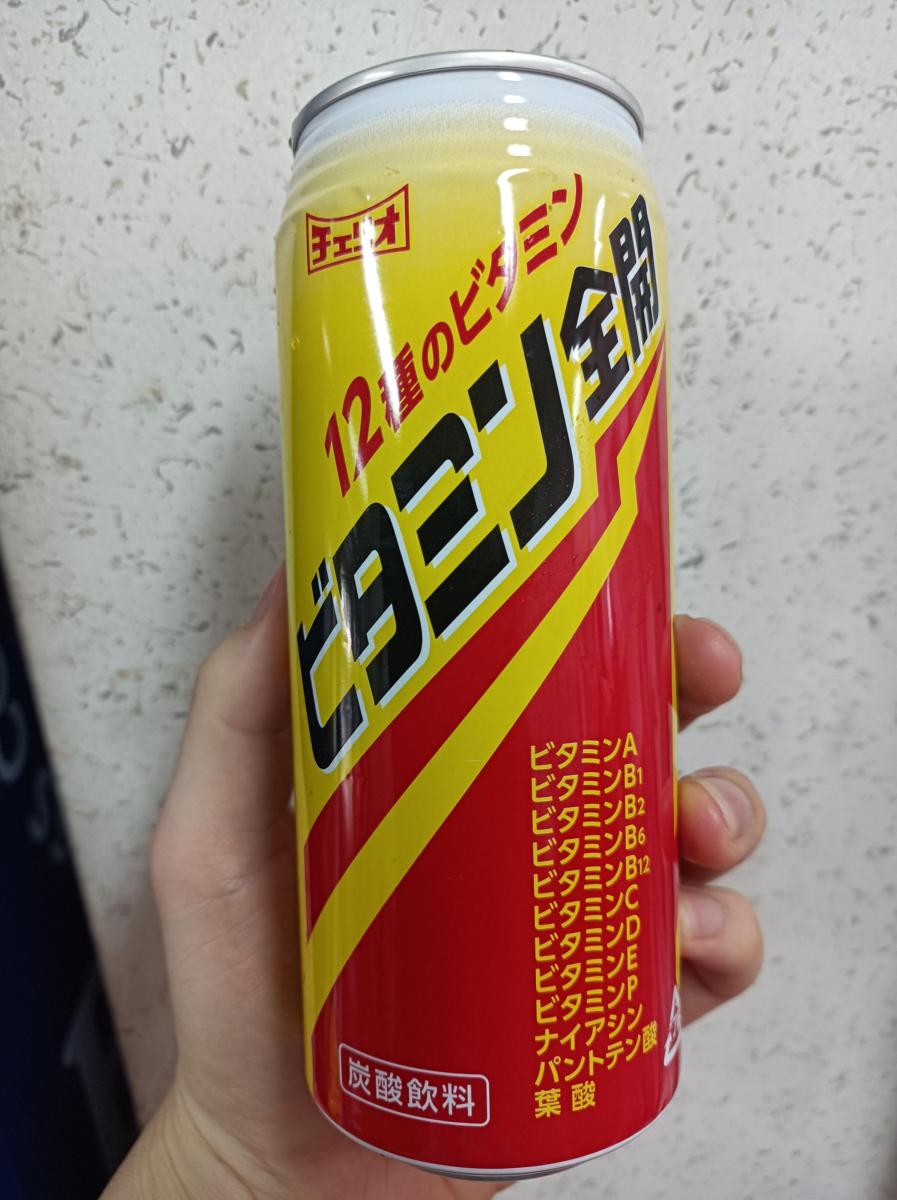 チェリオ
12種のビタミン
ビタミン全開
ビタミンA
ビタミンB1
ビタミンB2
ビタミンB6
ビタミンB12
ビタミンC
ビタミンD
ビタミンE
ビタミンP
ナイアシン
パントテン酸
葉酸
炭酸飲料